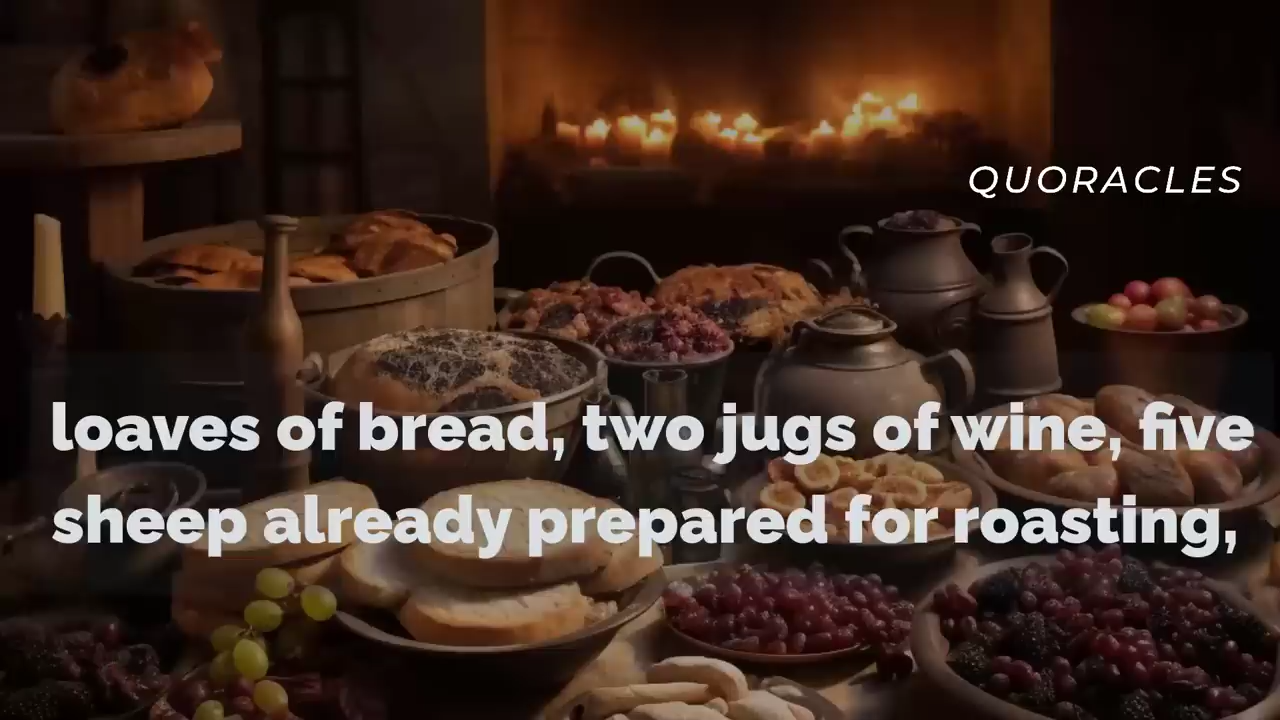 QUORACLES
loaves of bread, two jugs of wine, five
sheep already prepared for roasting,